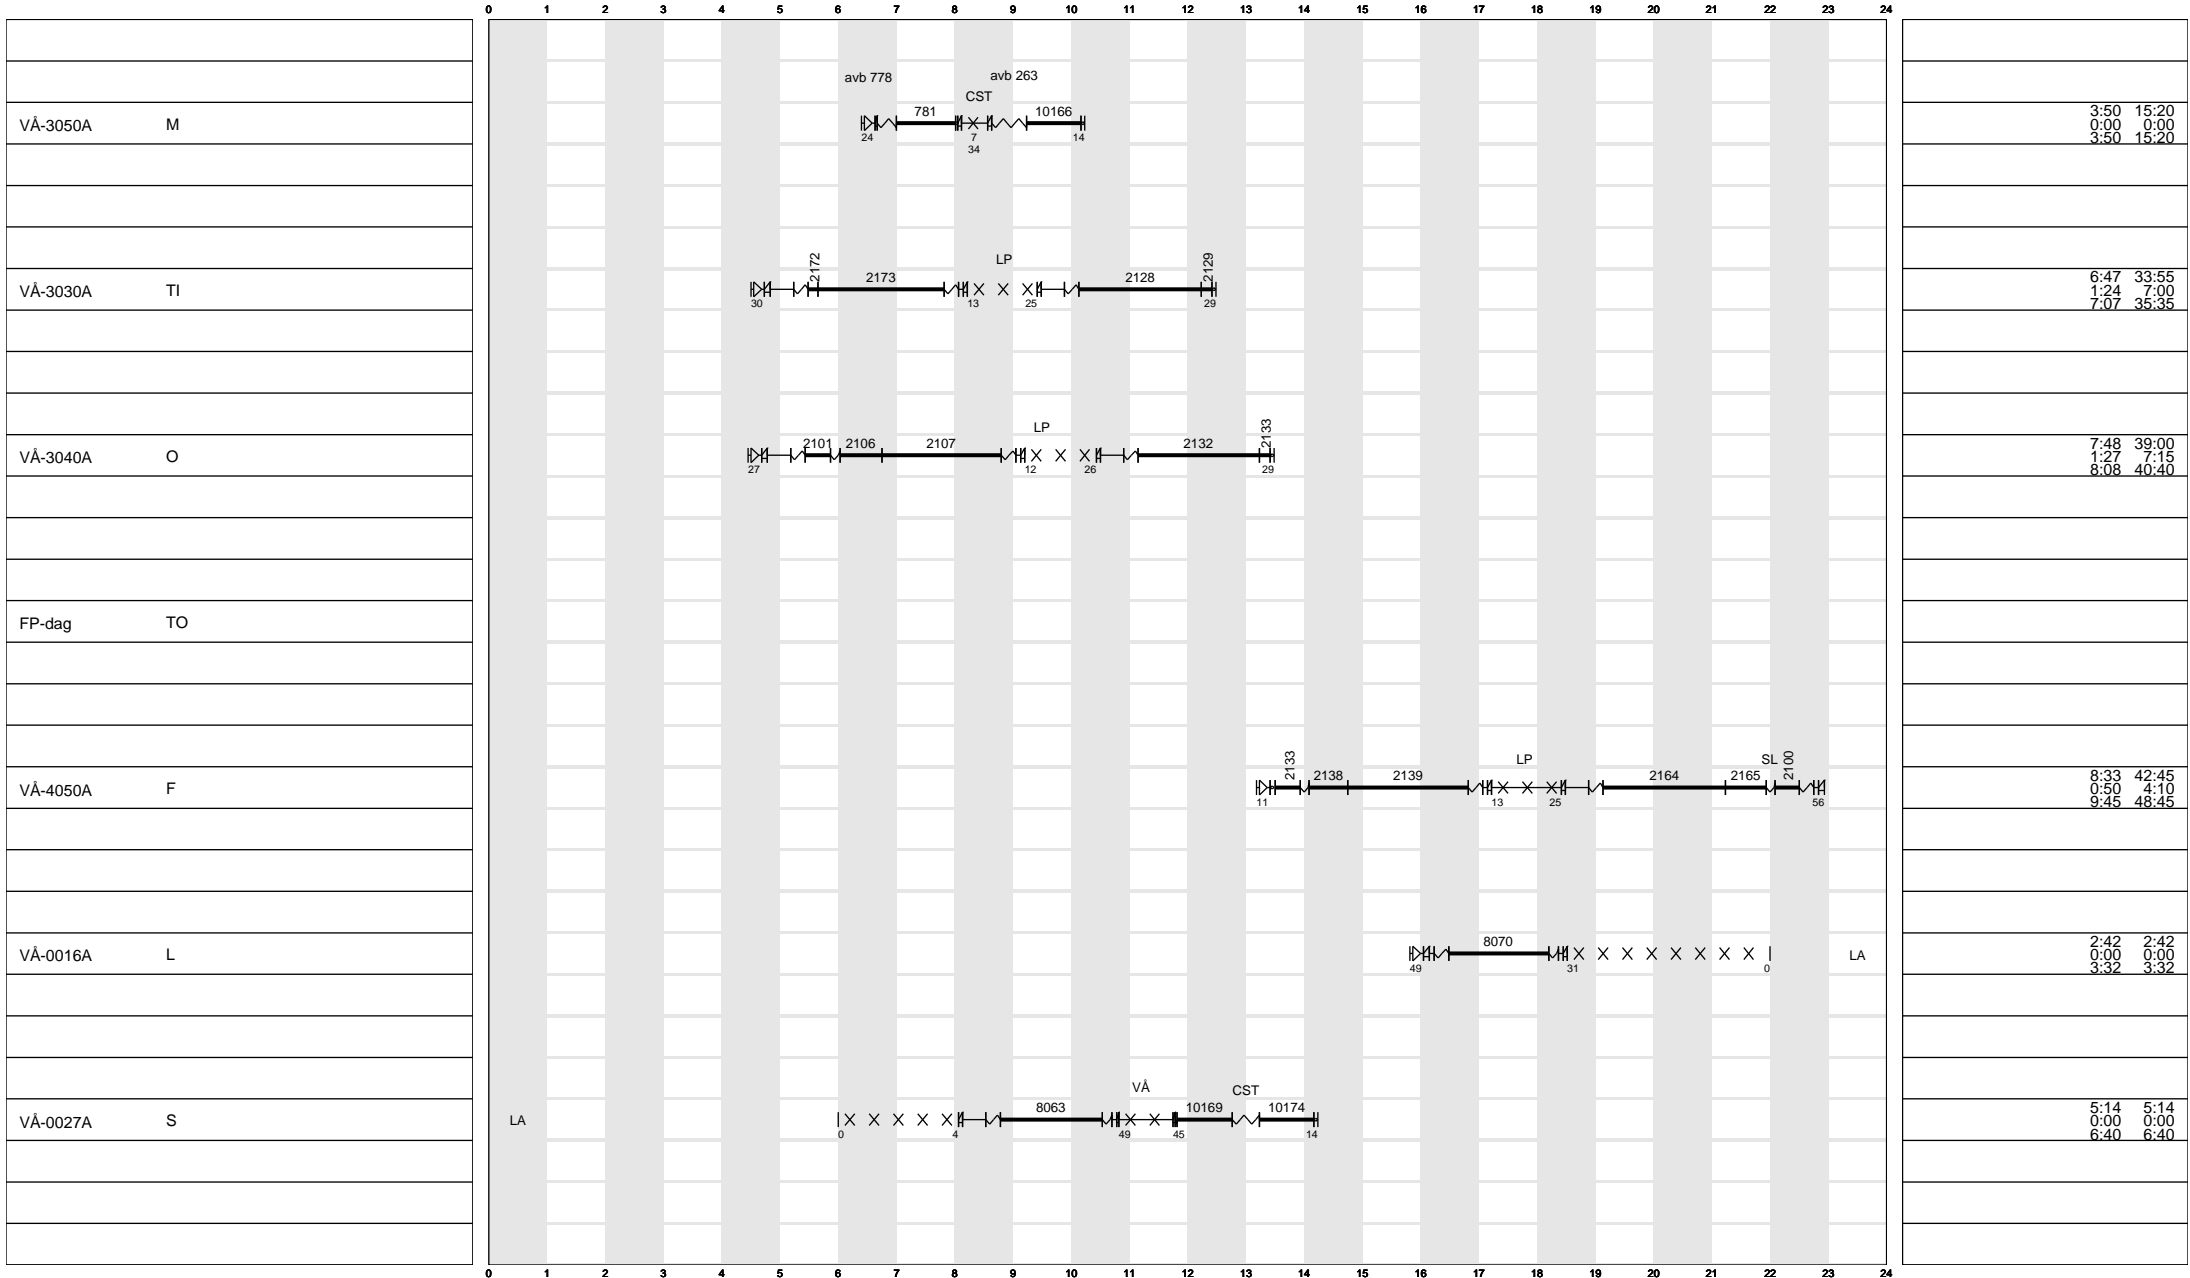 0 1 2 3 4 5 6 7 8 9 10 11 12 13 14 15 16 17 18 19 20 21 22 23 24
avb 778 avb 263
CST
781 10166
VÅ-3050A M 3:50 15:20
0:00 0:00
3:50 15:20
24 7 14
34
LP
2172 2173 2128 2129
VÅ-3030A TI 6:47 33:55
1:24 7:00
7:07 35:35
30 13 25 29
LP
2101 2106 2107 2132 2133
VÅ-3040A O 7:48 39:00
1:27 7:15
8:08 40:40
27 12 26 29
FP-dag TO
LP SL
2133 2138 2139 2164 2165 2100
VÅ-4050A F 8:33 42:45
0:50 4:10
9:45 48:45
11 13 25 56
8070
VÅ-0016A L LA 2:42 2:42
0:00 0:00
3:32 3:32
49 31 0
VÅ CST
8063 10169 10174
VÅ-0027A S LA 5:14 5:14
0:00 0:00
6:40 6:40
0 4 49 45 14
0 1 2 3 4 5 6 7 8 9 10 11 12 13 14 15 16 17 18 19 20 21 22 23 24